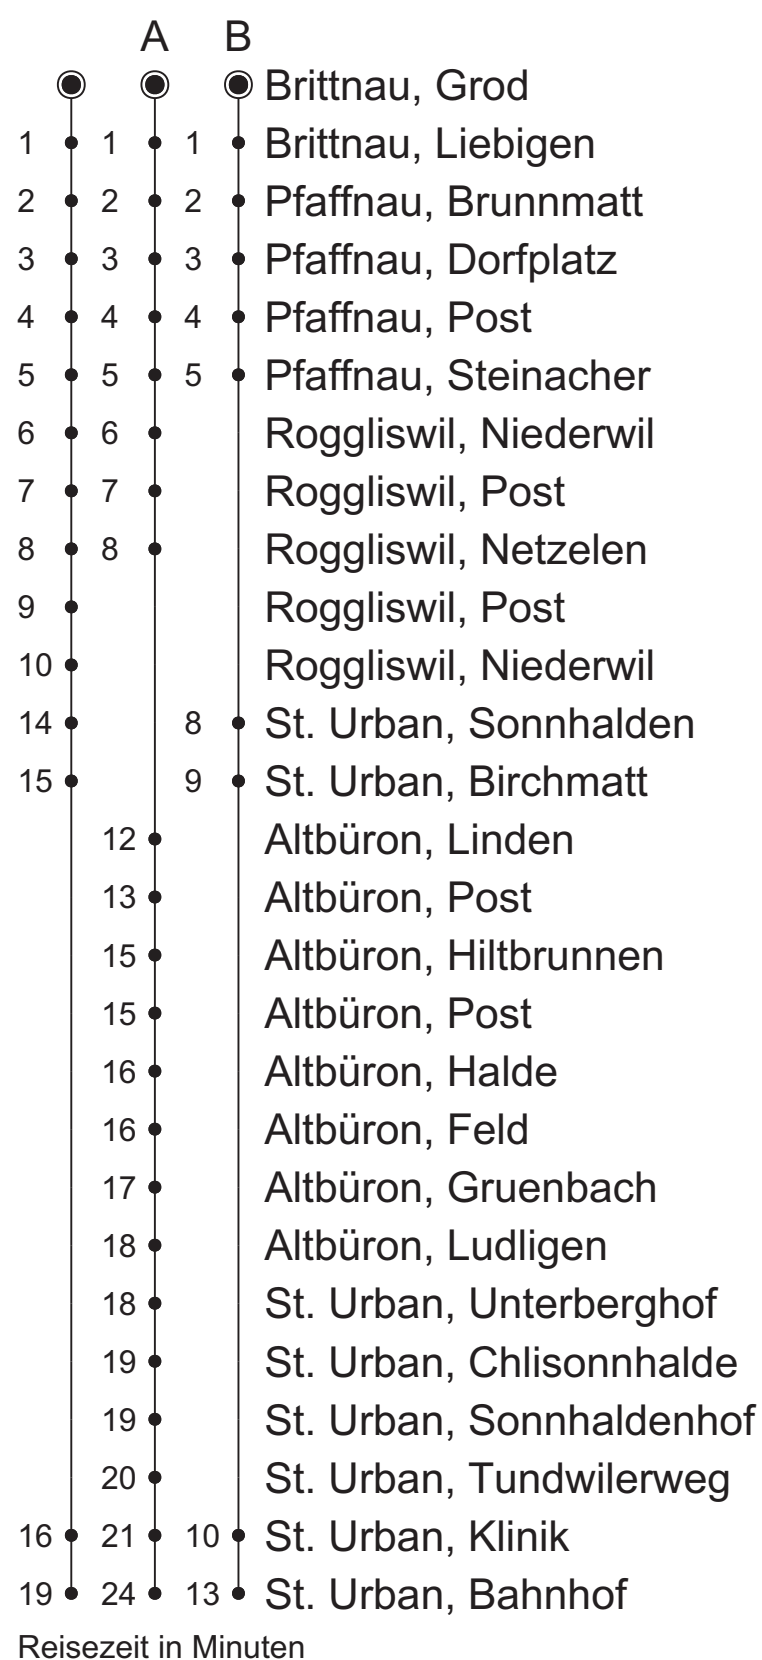 A B
Brittnau, Grod
1 1 1 Brittnau, Liebigen
2 2 2 Pfaffnau, Brunnmatt
3 3 3 Pfaffnau, Dorfplatz
4 4 4 Pfaffnau, Post
5 5 5 Pfaffnau, Steinacher
6 6 Roggliswil, Niederwil
7 7 Roggliswil, Post
8 8 Roggliswil, Netzelen
9 Roggliswil, Post
10 Roggliswil, Niederwil
14 8 St. Urban, Sonnhalden
15 9 St. Urban, Birchmatt
12 Altbüron, Linden
13 Altbüron, Post
15 Altbüron, Hiltbrunnen
15 Altbüron, Post
16 Altbüron, Halde
16 Altbüron, Feld
17 Altbüron, Gruenbach
18 Altbüron, Ludligen
18 St. Urban, Unterberghof
19 St. Urban, Chlisonnhalde
19 St. Urban, Sonnhaldenhof
20 St. Urban, Tundwilerweg
16 21 10 St. Urban, Klinik
19 24 13 St. Urban, Bahnhof
Reisezeit in Minuten